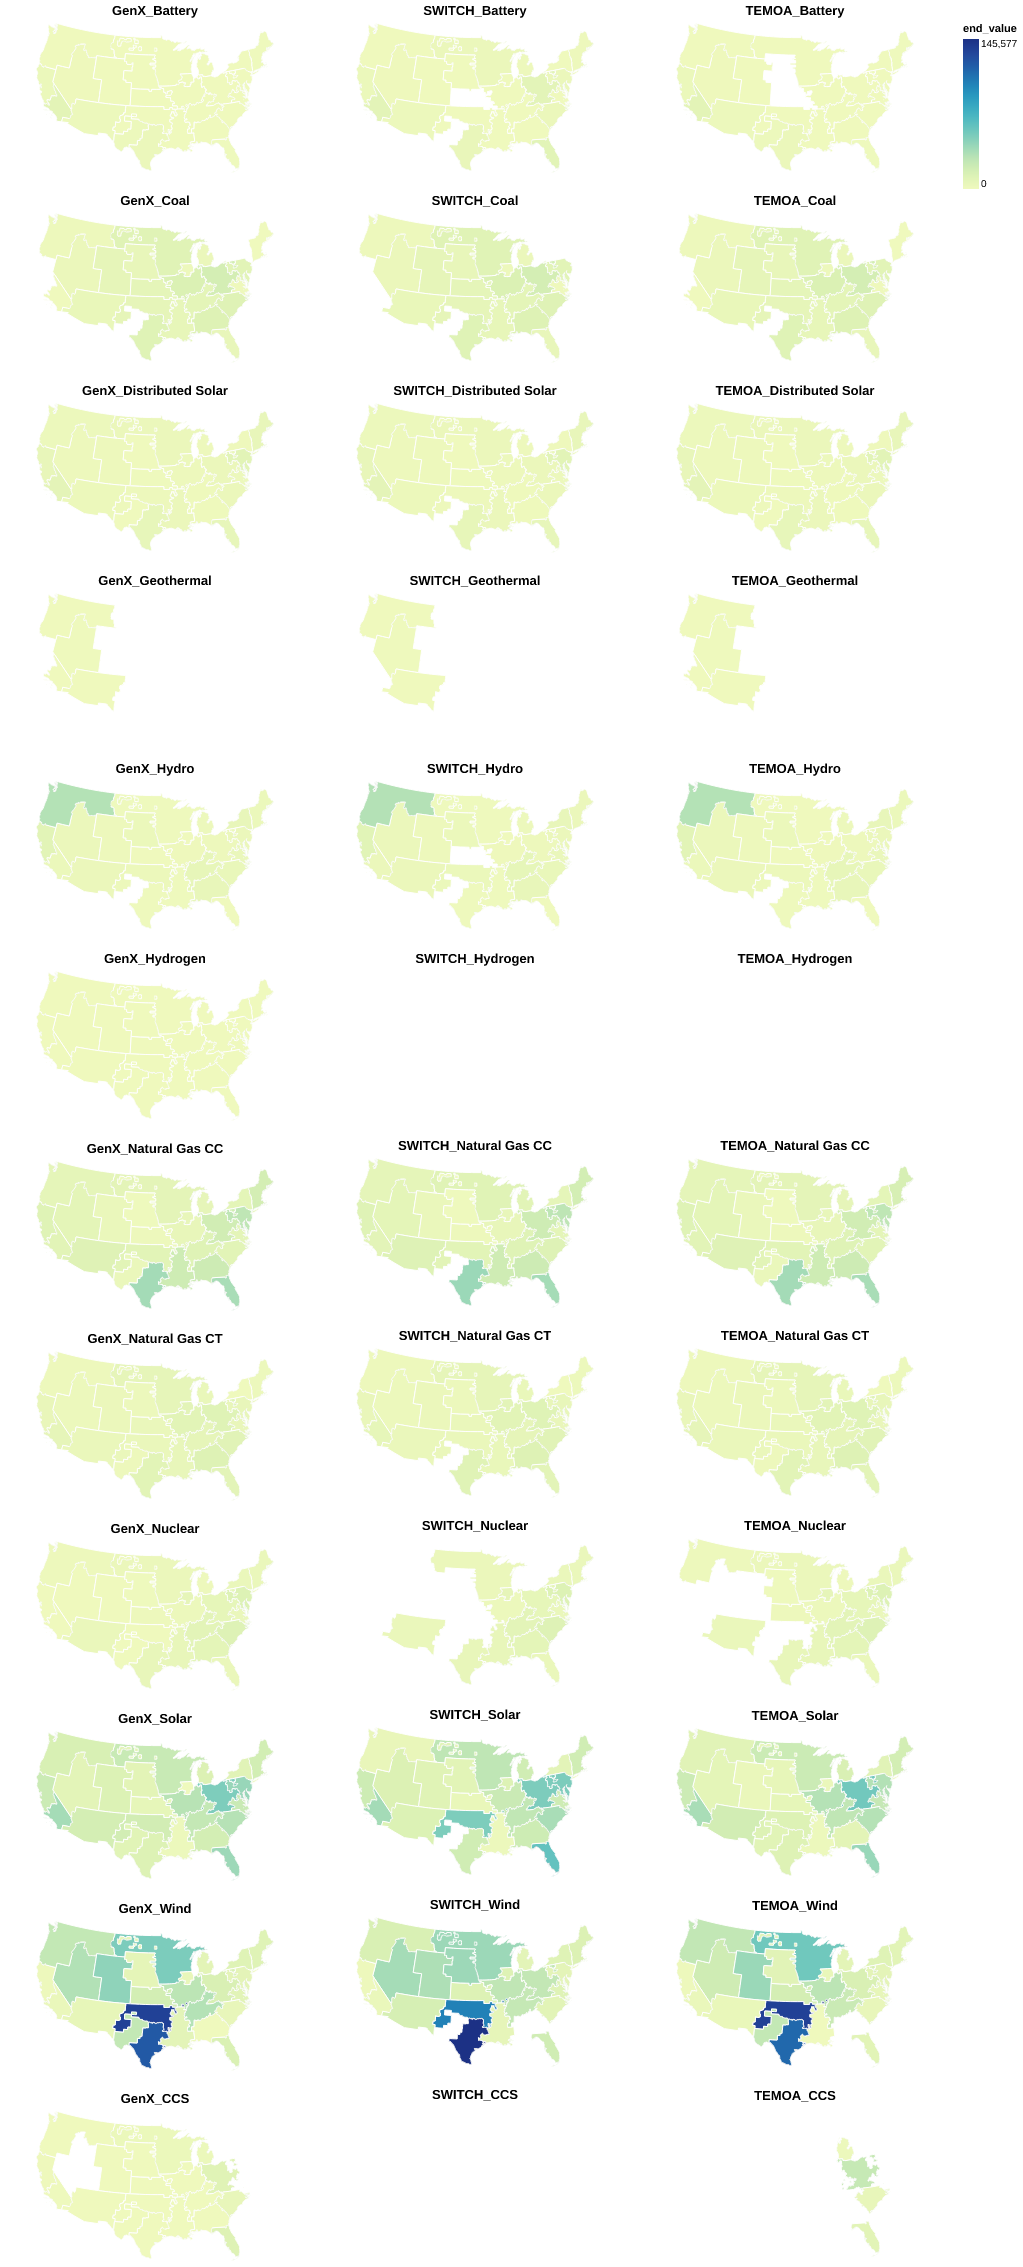 GenX_Battery
SWITCH_Battery
TEMOA_Battery
end_value
145,577
0
GenX_Coal
SWITCH_Coal
TEMOA_Coal
GenX_Distributed Solar
SWITCH_Distributed Solar
TEMOA_Distributed Solar
GenX_Geothermal
SWITCH_Geothermal
TEMOA_Geothermal
GenX_Hydro
SWITCH_Hydro
TEMOA_Hydro
GenX_Hydrogen
SWITCH_Hydrogen
TEMOA_Hydrogen
GenX_Natural Gas CC
SWITCH_Natural Gas CC
TEMOA_Natural Gas CC
GenX_Natural Gas CT
SWITCH_Natural Gas CT
TEMOA_Natural Gas CT
GenX_Nuclear
SWITCH_Nuclear
TEMOA_Nuclear
GenX_Solar
SWITCH_Solar
TEMOA_Solar
GenX_Wind
SWITCH_Wind
TEMOA_Wind
GenX_CCS
SWITCH_CCS
TEMOA_CCS